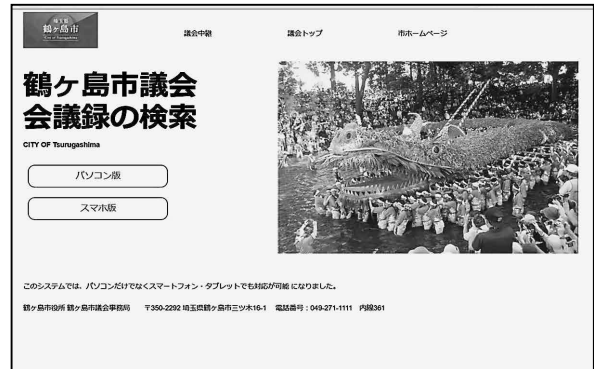 埼玉県
鶴ヶ島市
City of Tsurugashima
議会中継
議会トップ
市ホームページ
鶴ヶ島市議会
会議録の検索
CITY OF Tsurugashima
パソコン版
スマホ版
このシステムでは、パソコンだけでなくスマートフォン・タブレットでも対応が可能 になりました。
鶴ヶ島市役所 鶴ヶ島市議会事務局 〒350-2292 埼玉県鶴ヶ島市三ツ木16-1 電話番号:049-271-1111 内線361